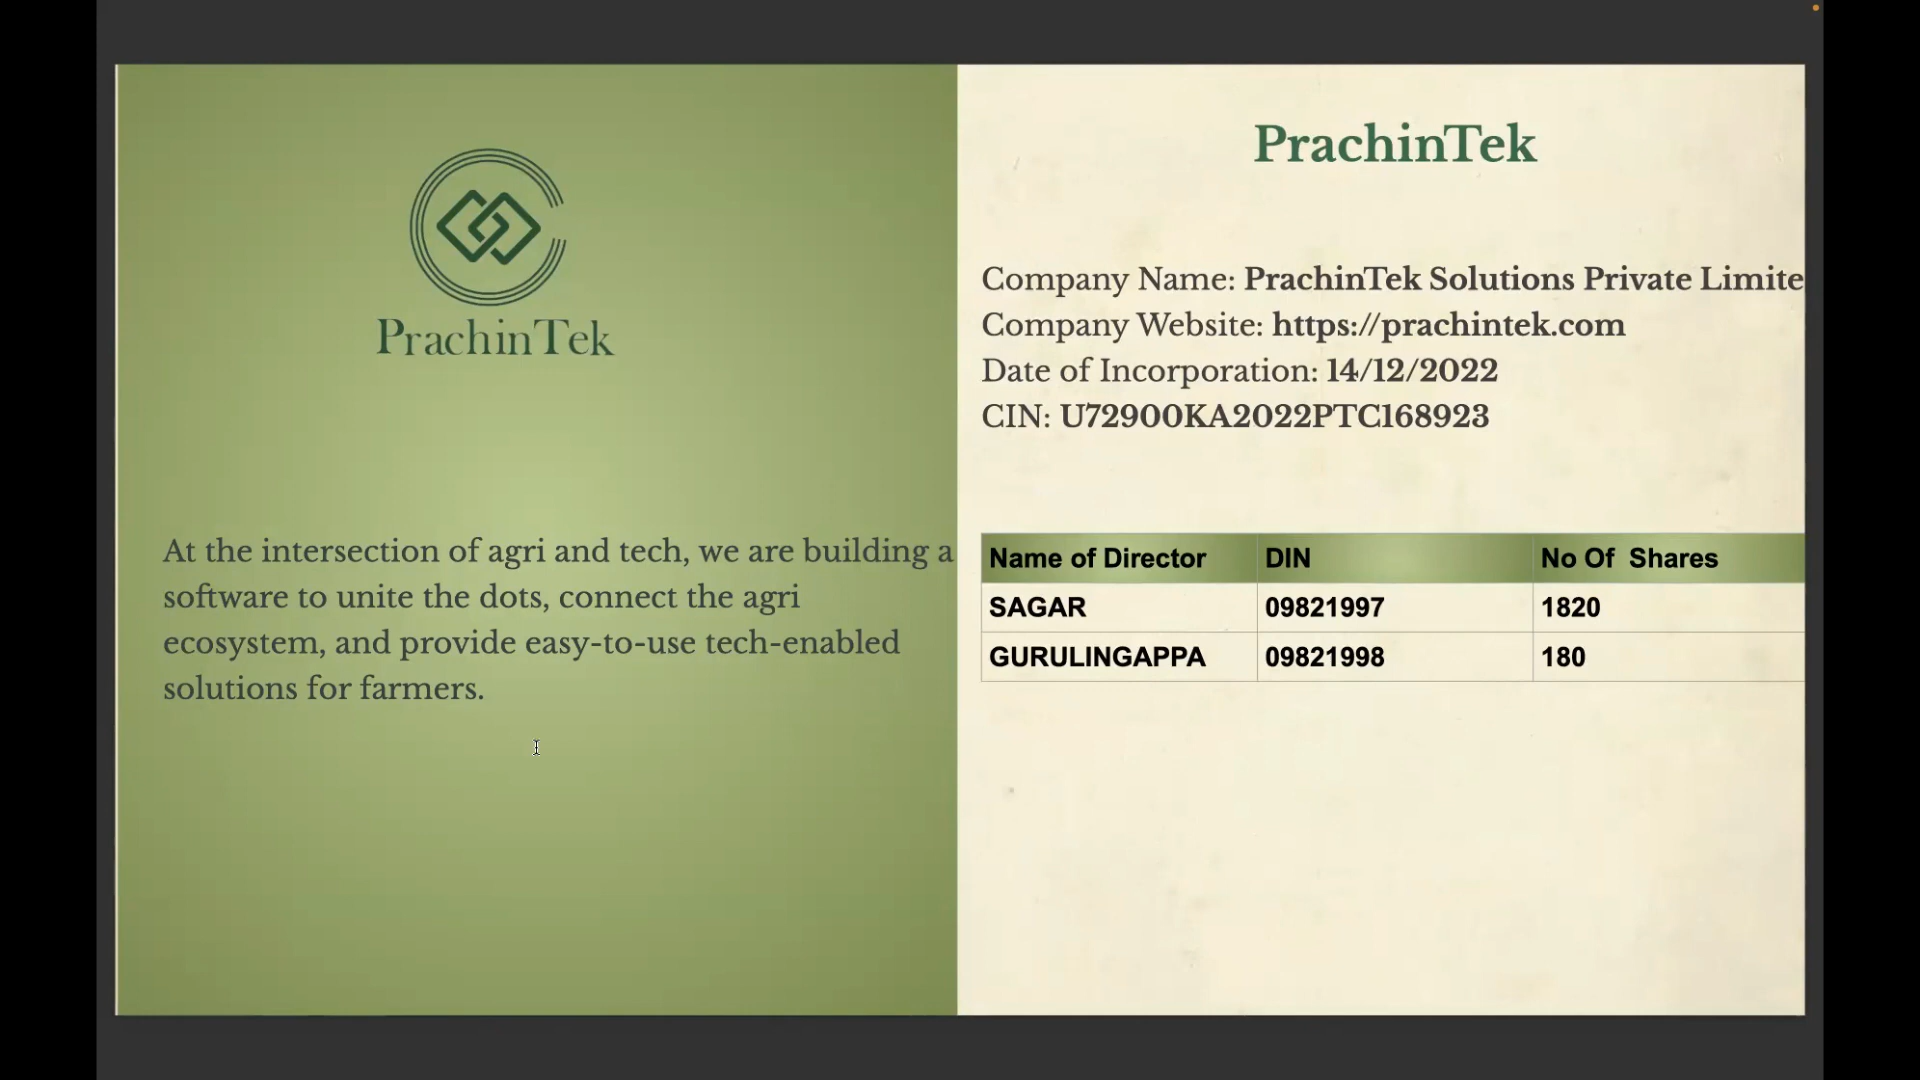 PrachinTek
At the intersection of agri and tech, we are building a
software to unite the dots, connect the agri
ecosystem, and provide easy-to-use tech-enabled
solutions for farmers.
PrachinTek
Company Name: PrachinTek Solutions Private Limite
Company Website: https://prachintek.com
Date of Incorporation: 14/12/2022
CIN: U72900KA2022PTC168923
Name of Director DIN No Of Shares
SAGAR 09821997 1820
GURULINGAPPA 09821998 180